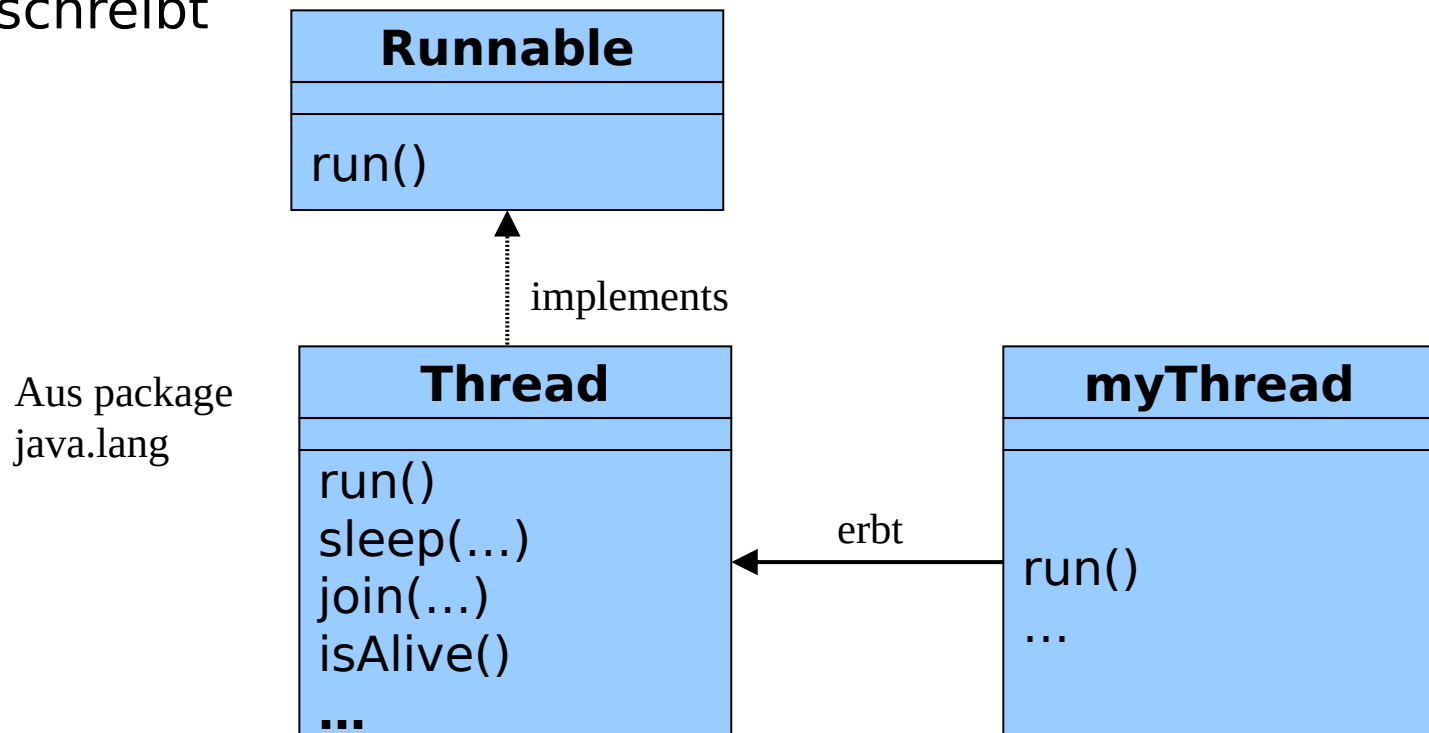 schreibt
Runnable
run()
implements
Aus package
java.lang
Thread
run()
sleep(...)
join(...)
isAlive()
...
erbt
myThread
run()
...